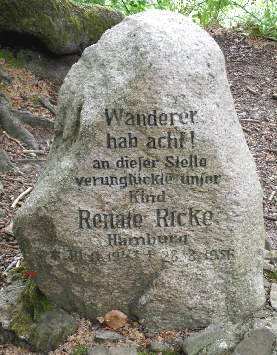 Wanderer
hab acht!
an dieser Stelle
verunglückte unser
Kind
Renate Ricke
Hamburg